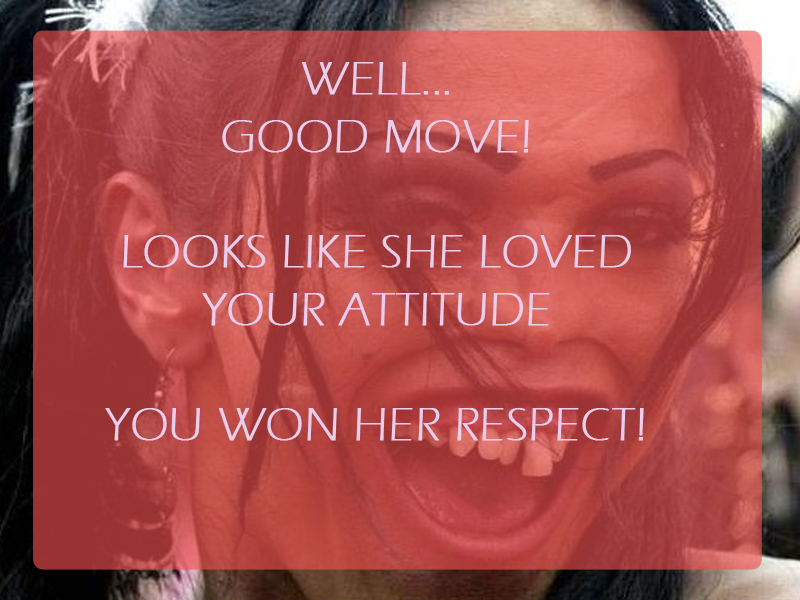 WELL...
GOOD MOVE!
LOOKS LIKE SHE LOVED
YOUR ATTITUDE
YOU WON HER RESPECT!